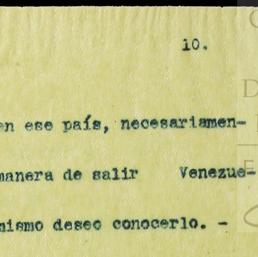 10.
en ese país, necesariamen-
manera de salir Venezue-
mismo deseo conocerlo. -